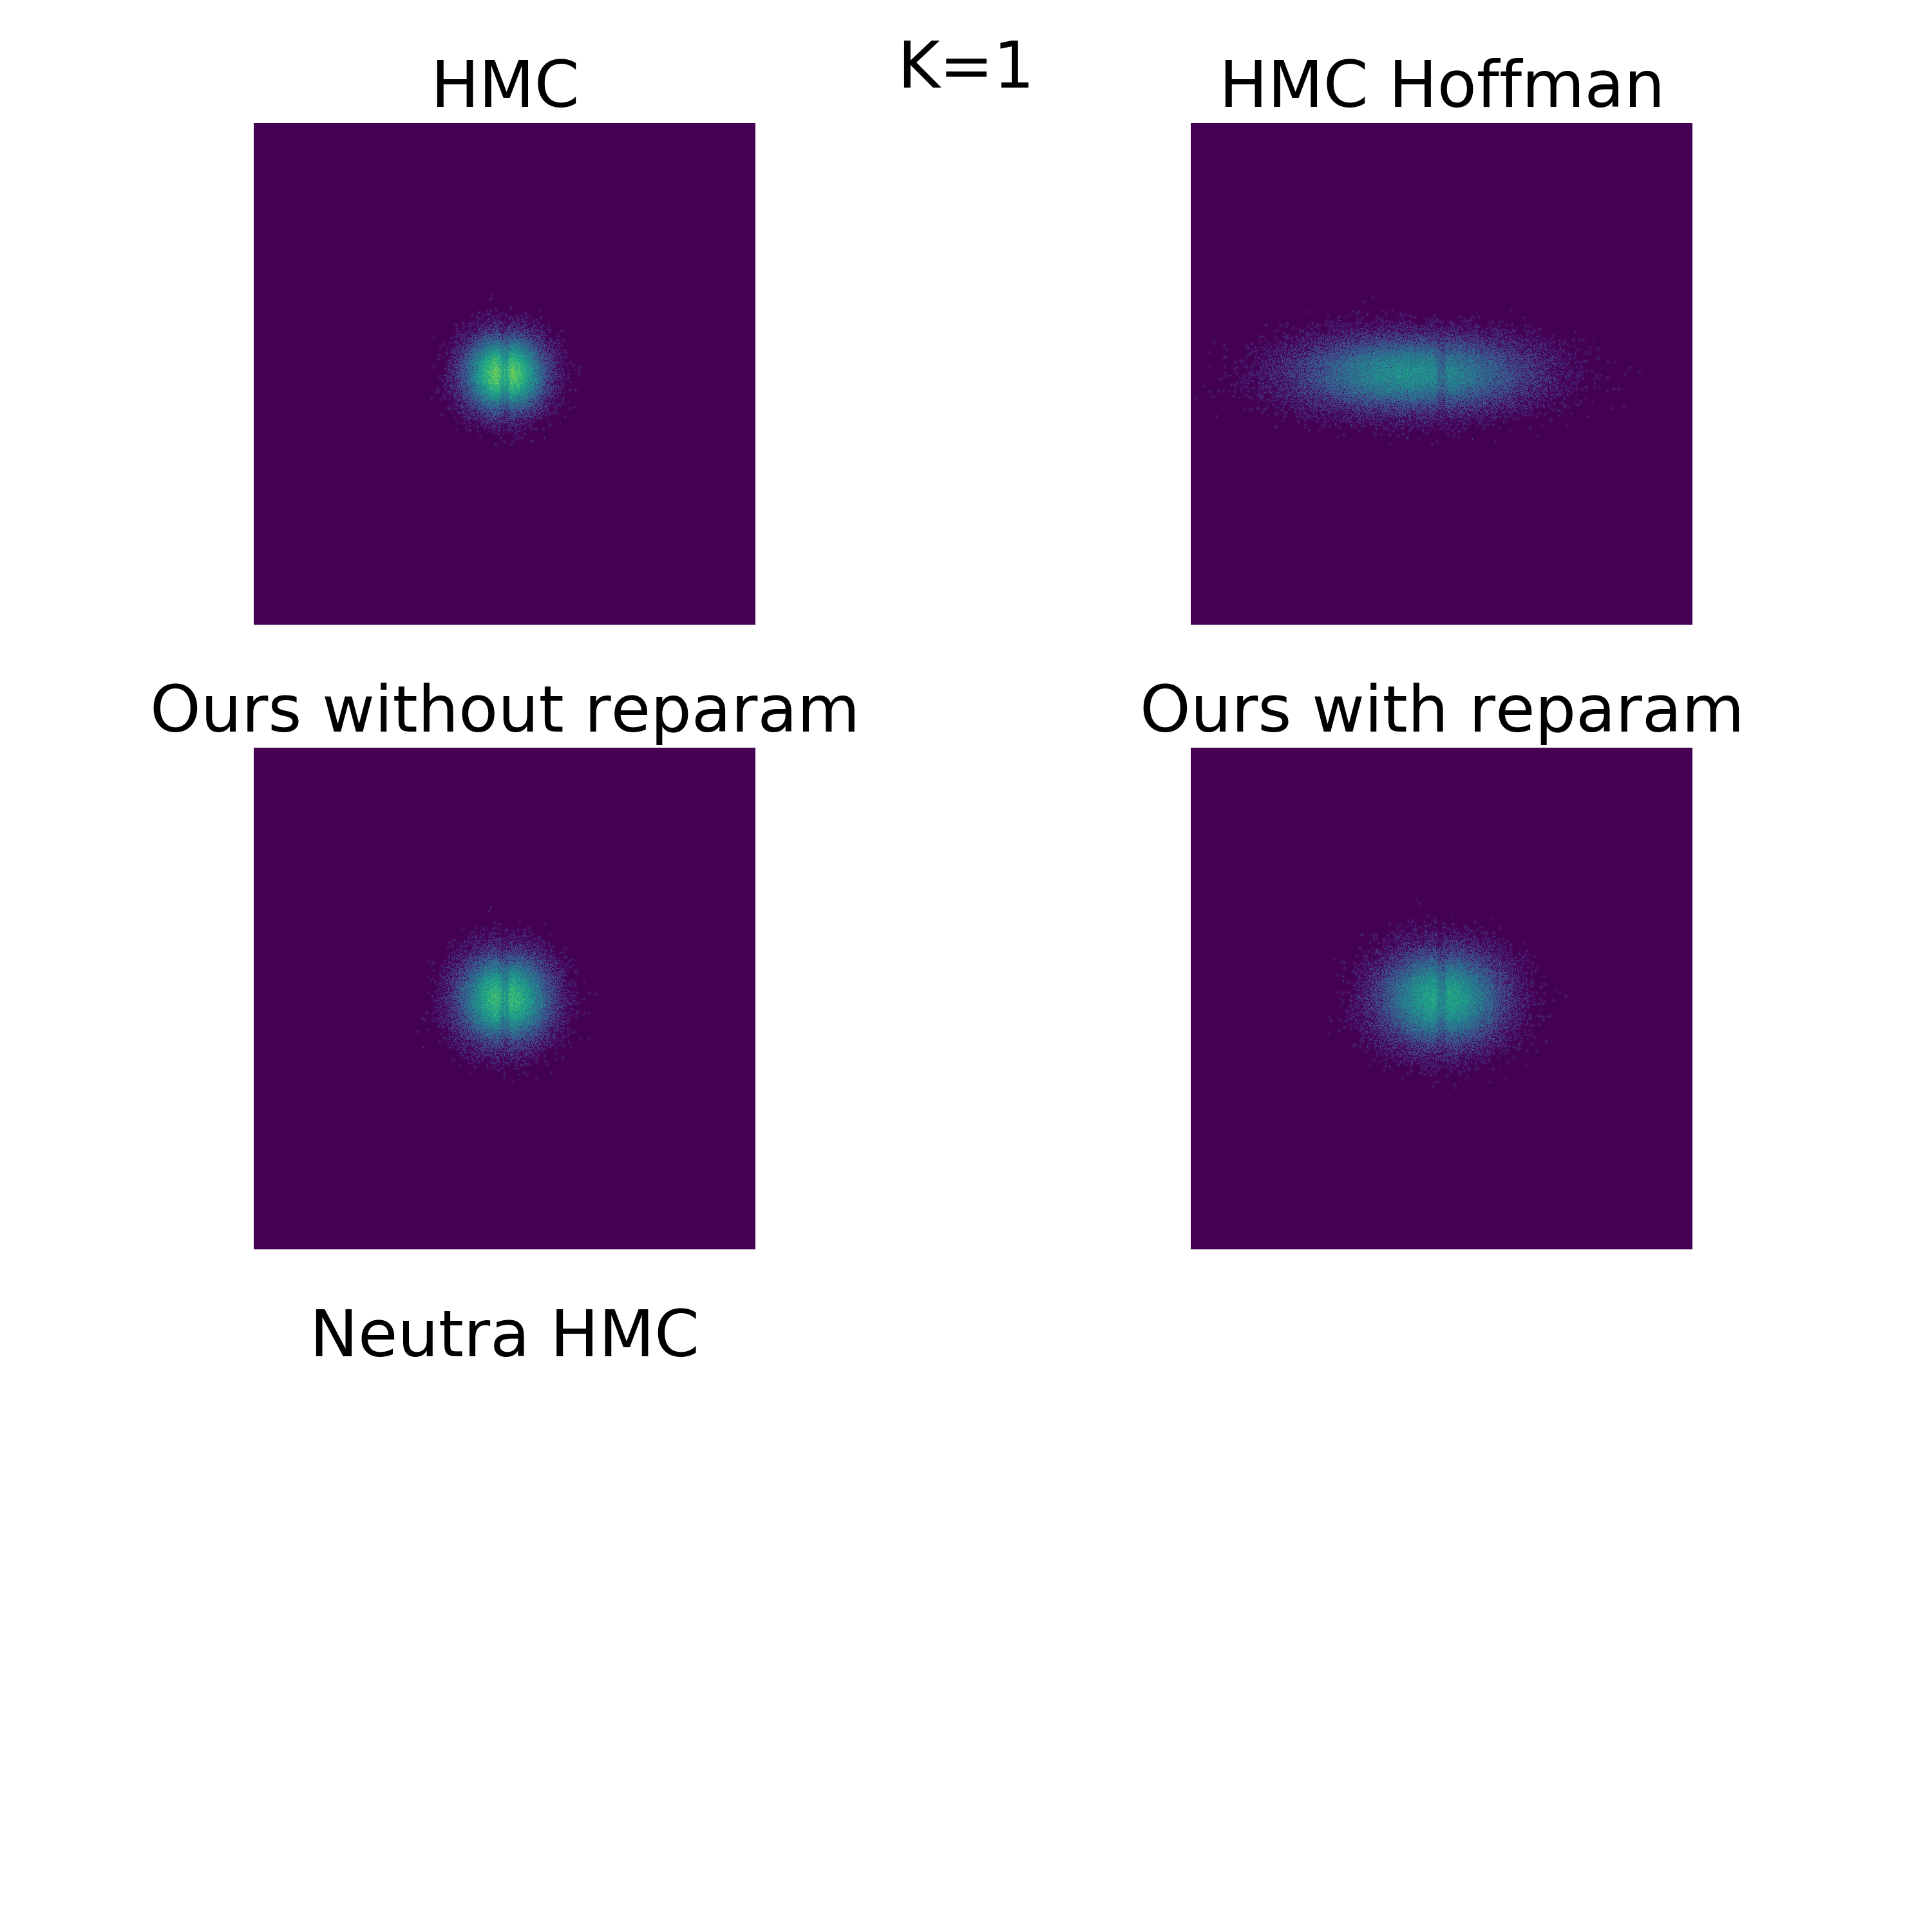 K=1
HMC
HMC Hoffman
Ours without reparam
Ours with reparam
Neutra HMC